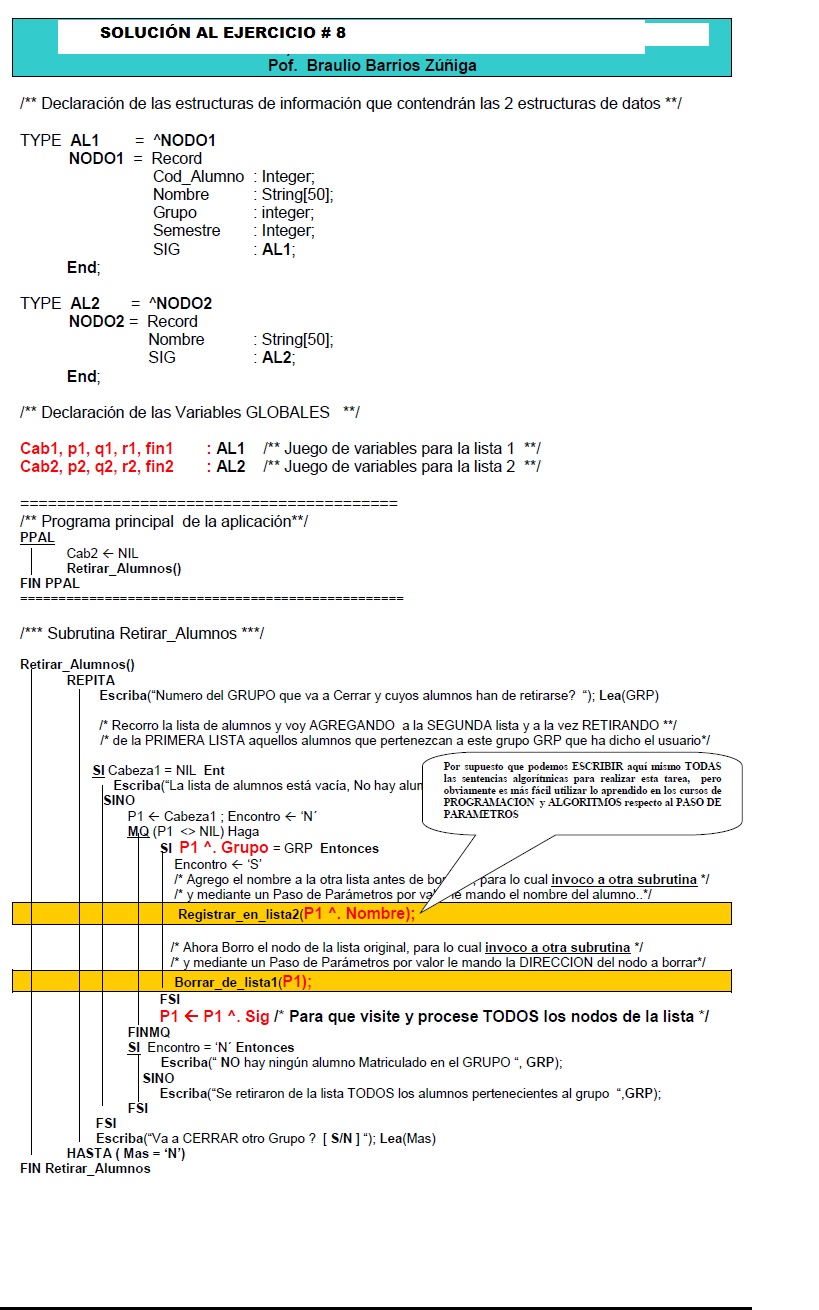 SOLUCIÓN AL EJERCICIO # 8
Pof. Braulio Barrios Zúñiga
/** Declaración de las estructuras de información que contendrán las 2 estructuras de datos **/
TYPE AL1 = ^NODO1
NODO1 = Record
Cod_Alumno : Integer;
Nombre : String[50];
Grupo : integer;
Semestre : Integer;
SIG : AL1;
End;
TYPE AL2 = ^NODO2
NODO2 = Record
Nombre : String[50];
SIG : AL2;
End;
/** Declaración de las Variables GLOBALES **/
Cab1, p1, q1, r1, fin1 : AL1 /** Juego de variables para la lista 1 **/
Cab2, p2, q2, r2, fin2 : AL2 /** Juego de variables para la lista 2 **/
=========================================
/** Programa principal de la aplicación**/
PPAL
Cab2 ← NIL
Retirar_Alumnos()
FIN PPAL
==================================================
/*** Subrutina Retirar_Alumnos ***/
Retirar_Alumnos()
REPITA
Escriba(“Numero del GRUPO que va a Cerrar y cuyos alumnos han de retirarse? “); Lea(GRP)
/* Recorro la lista de alumnos y voy AGREGANDO a la SEGUNDA lista y a la vez RETIRANDO **/
/* de la PRIMERA LISTA aquellos alumnos que pertenezcan a este grupo GRP que ha dicho el usuario*/
SI Cabeza1 = NIL Ent
Escriba(“La lista de alumnos está vacía, No hay alun
Por supuesto que podemos ESCRIBIR aquí mismo TODAS
las sentencias algorítmicas para realizar esta tarea, pero
obviamente es más fácil utilizar lo aprendido en los cursos de
PROGRAMACION y ALGORITMOS respecto al PASO DE
PARAMETROS
SINO
P1 ← Cabeza1 ; Encontro ← ‘N´
MQ (P1 <> NIL) Haga
SI P1 ^. Grupo = GRP Entonces
Encontro ← ‘S’
/* Agrego el nombre a la otra lista antes de bor para lo cual invoco a otra subrutina */
/* y mediante un Paso de Parámetros por va le mando el nombre del alumno..*/
Registrar_en_lista2(P1 ^. Nombre);
/* Ahora Borro el nodo de la lista original, para lo cual invoco a otra subrutina */
/* y mediante un Paso de Parámetros por valor le mando la DIRECCION del nodo a borrar*/
Borrar_de_lista1(P1);
FSI
P1 ← P1 ^. Sig /* Para que visite y procese TODOS los nodos de la lista */
FINMQ
SI Encontro = ‘N´ Entonces
Escriba(“ NO hay ningún alumno Matriculado en el GRUPO “, GRP);
SINO
Escriba(“Se retiraron de la lista TODOS los alumnos pertenecientes al grupo “,GRP);
FSI
FSI
Escriba(“Va a CERRAR otro Grupo ? [ S/N ] “); Lea(Mas)
HASTA ( Mas = ‘N’)
FIN Retirar_Alumnos